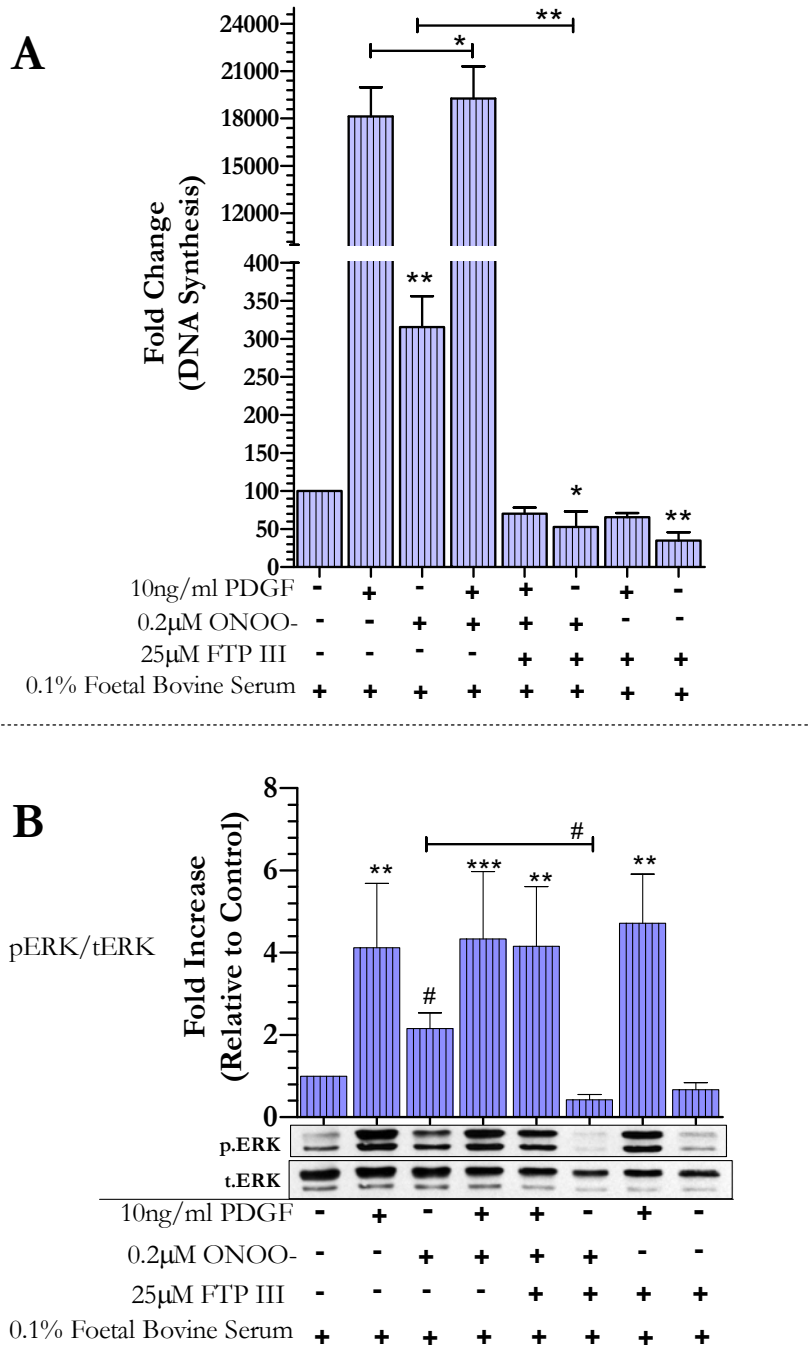 A
Fold Change
(DNA Synthesis)
24000
21000
18000
15000
12000
400
350
300
250
200
150
100
50
0
**
*
**
*
**
10ng/ml PDGF - + - + + - + -
0.2µM ONOO- - - + + + + - -
25µM FTP III - - - - + + + +
0.1% Foetal Bovine Serum + + + + + + + +
B
pERK/tERK
Fold Increase
(Relative to Control)
8
6
4
2
0
#
** *** ** **
#
p.ERK
t.ERK
10ng/ml PDGF - + - + + - + -
0.2µM ONOO- - - + + + + - -
25µM FTP III - - - - + + + +
0.1% Foetal Bovine Serum + + + + + + + +